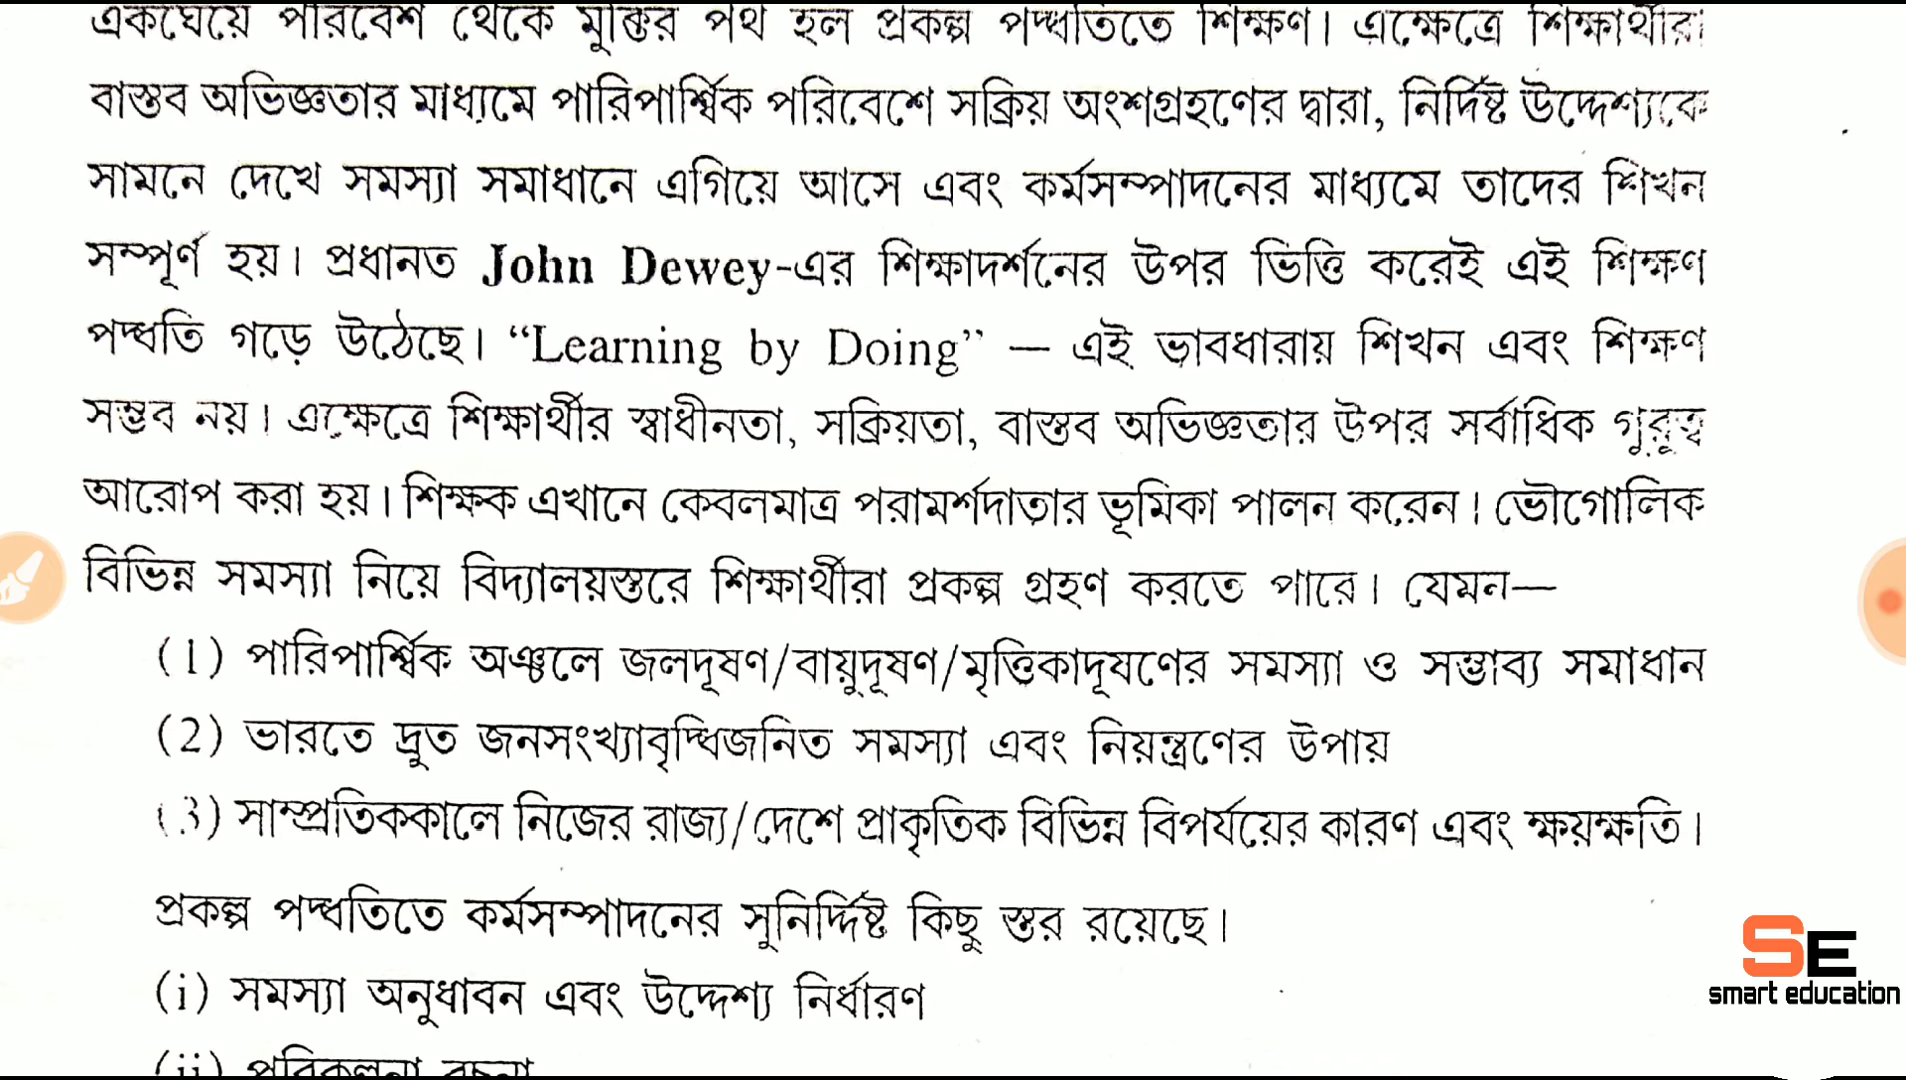 একঘেয়ে পরিবেশ থেকে মুক্তির পথ হল প্রকল্প পদ্ধতিতে শিক্ষণ। এক্ষেত্রে শিক্ষার্থীরা
বাস্তব অভিজ্ঞতার মাধ্যমে পারিপার্শ্বিক পরিবেশে সক্রিয় অংশগ্রহণের দ্বারা, নির্দিষ্ট উদ্দেশ্যকে
সামনে দেখে সমস্যা সমাধানে এগিয়ে আসে এবং কর্মসম্পাদনের মাধ্যমে তাদের শিখন
সম্পূর্ণ হয়। প্রধানত John Dewey-এর শিক্ষাদর্শনের উপর ভিত্তি করেই এই শিক্ষণ
পদ্ধতি গড়ে উঠেছে। “Learning by Doing” — এই ভাবধারায় শিখন এবং শিক্ষণ
সম্ভব নয়। এক্ষেত্রে শিক্ষার্থীর স্বাধীনতা, সক্রিয়তা, বাস্তব অভিজ্ঞতার উপর সর্বাধিক গুরুত্ব
আরোপ করা হয়। শিক্ষক এখানে কেবলমাত্র পরামর্শদাতার ভূমিকা পালন করেন। ভৌগোলিক
বিভিন্ন সমস্যা নিয়ে বিদ্যালয়স্তরে শিক্ষার্থীরা প্রকল্প গ্রহণ করতে পারে। যেমন—
(1) পারিপার্শ্বিক অঞ্চলে জলদূষণ/বায়ুদূষণ/মৃত্তিকাদূষণের সমস্যা ও সম্ভাব্য সমাধান
(2) ভারতে দ্রুত জনসংখ্যাবৃদ্ধিজনিত সমস্যা এবং নিয়ন্ত্রণের উপায়
(3) সাম্প্রতিককালে নিজের রাজ্য/দেশে প্রাকৃতিক বিভিন্ন বিপর্যয়ের কারণ এবং ক্ষয়ক্ষতি।
প্রকল্প পদ্ধতিতে কর্মসম্পাদনের সুনির্দ্দিষ্ট কিছু স্তর রয়েছে।
(i) সমস্যা অনুধাবন এবং উদ্দেশ্য নির্ধারণ
(ii) পরিকল্পনা রচনা
SE
smart education